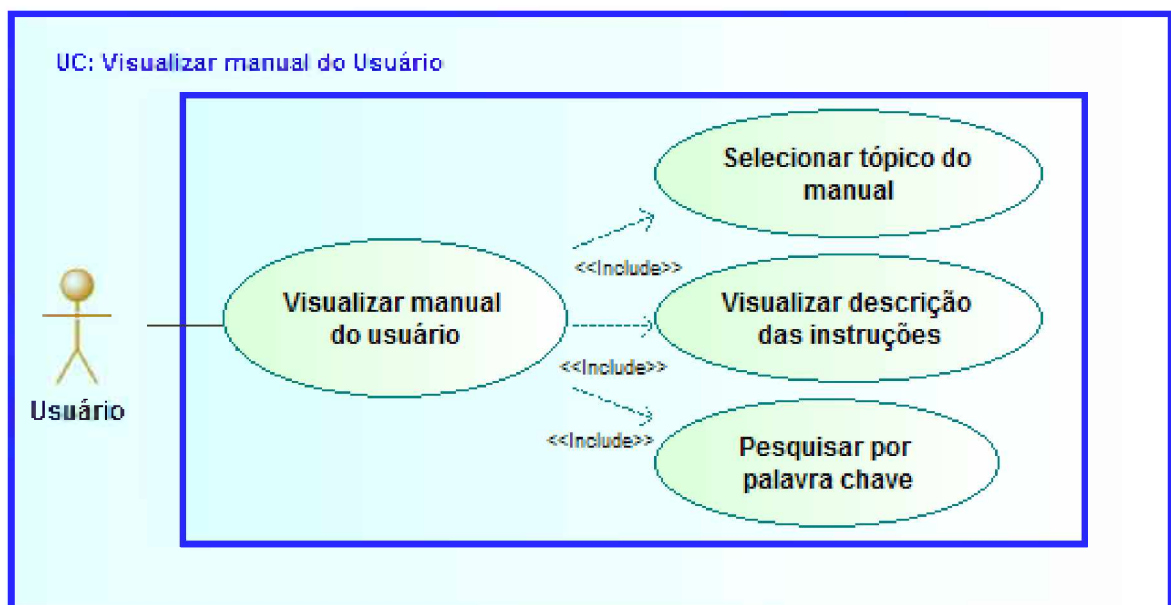 UC: Visualizar manual do Usuário
Selecionar tópico do
manual
<<Include>>
Visualizar manual
do usuário
Visualizar descrição
das instruções
<<Include>>
Usuário
<<Include>>
Pesquisar por
palavra chave